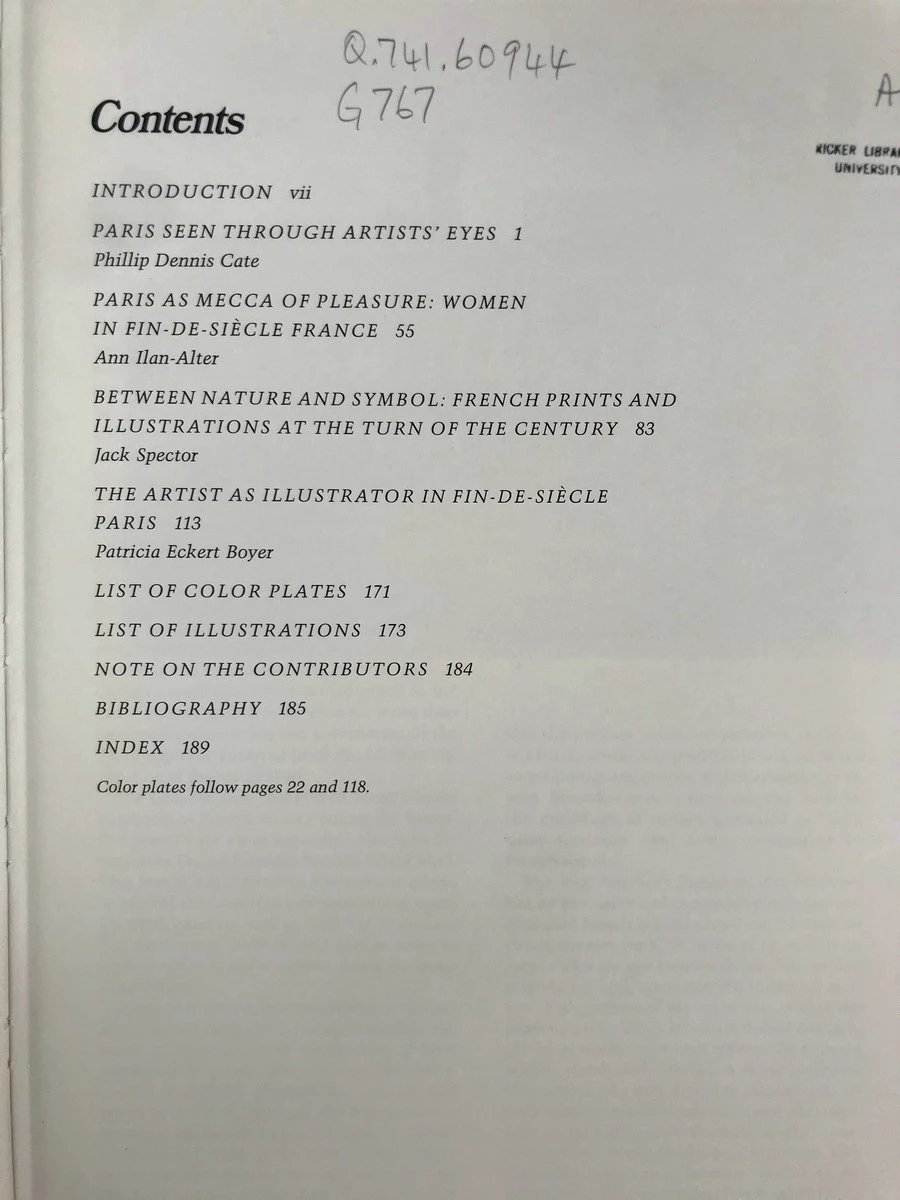 Q.741.60944
G767
A
RICKER LIBRA
UNIVERSITY
Contents
INTRODUCTION vii
PARIS SEEN THROUGH ARTISTS’ EYES 1
Phillip Dennis Cate
PARIS AS MECCA OF PLEASURE: WOMEN
IN FIN-DE-SIÈCLE FRANCE 55
Ann Ilan-Alter
BETWEEN NATURE AND SYMBOL: FRENCH PRINTS AND
ILLUSTRATIONS AT THE TURN OF THE CENTURY 83
Jack Spector
THE ARTIST AS ILLUSTRATOR IN FIN-DE-SIÈCLE
PARIS 113
Patricia Eckert Boyer
LIST OF COLOR PLATES 171
LIST OF ILLUSTRATIONS 173
NOTE ON THE CONTRIBUTORS 184
BIBLIOGRAPHY 185
INDEX 189
Color plates follow pages 22 and 118.